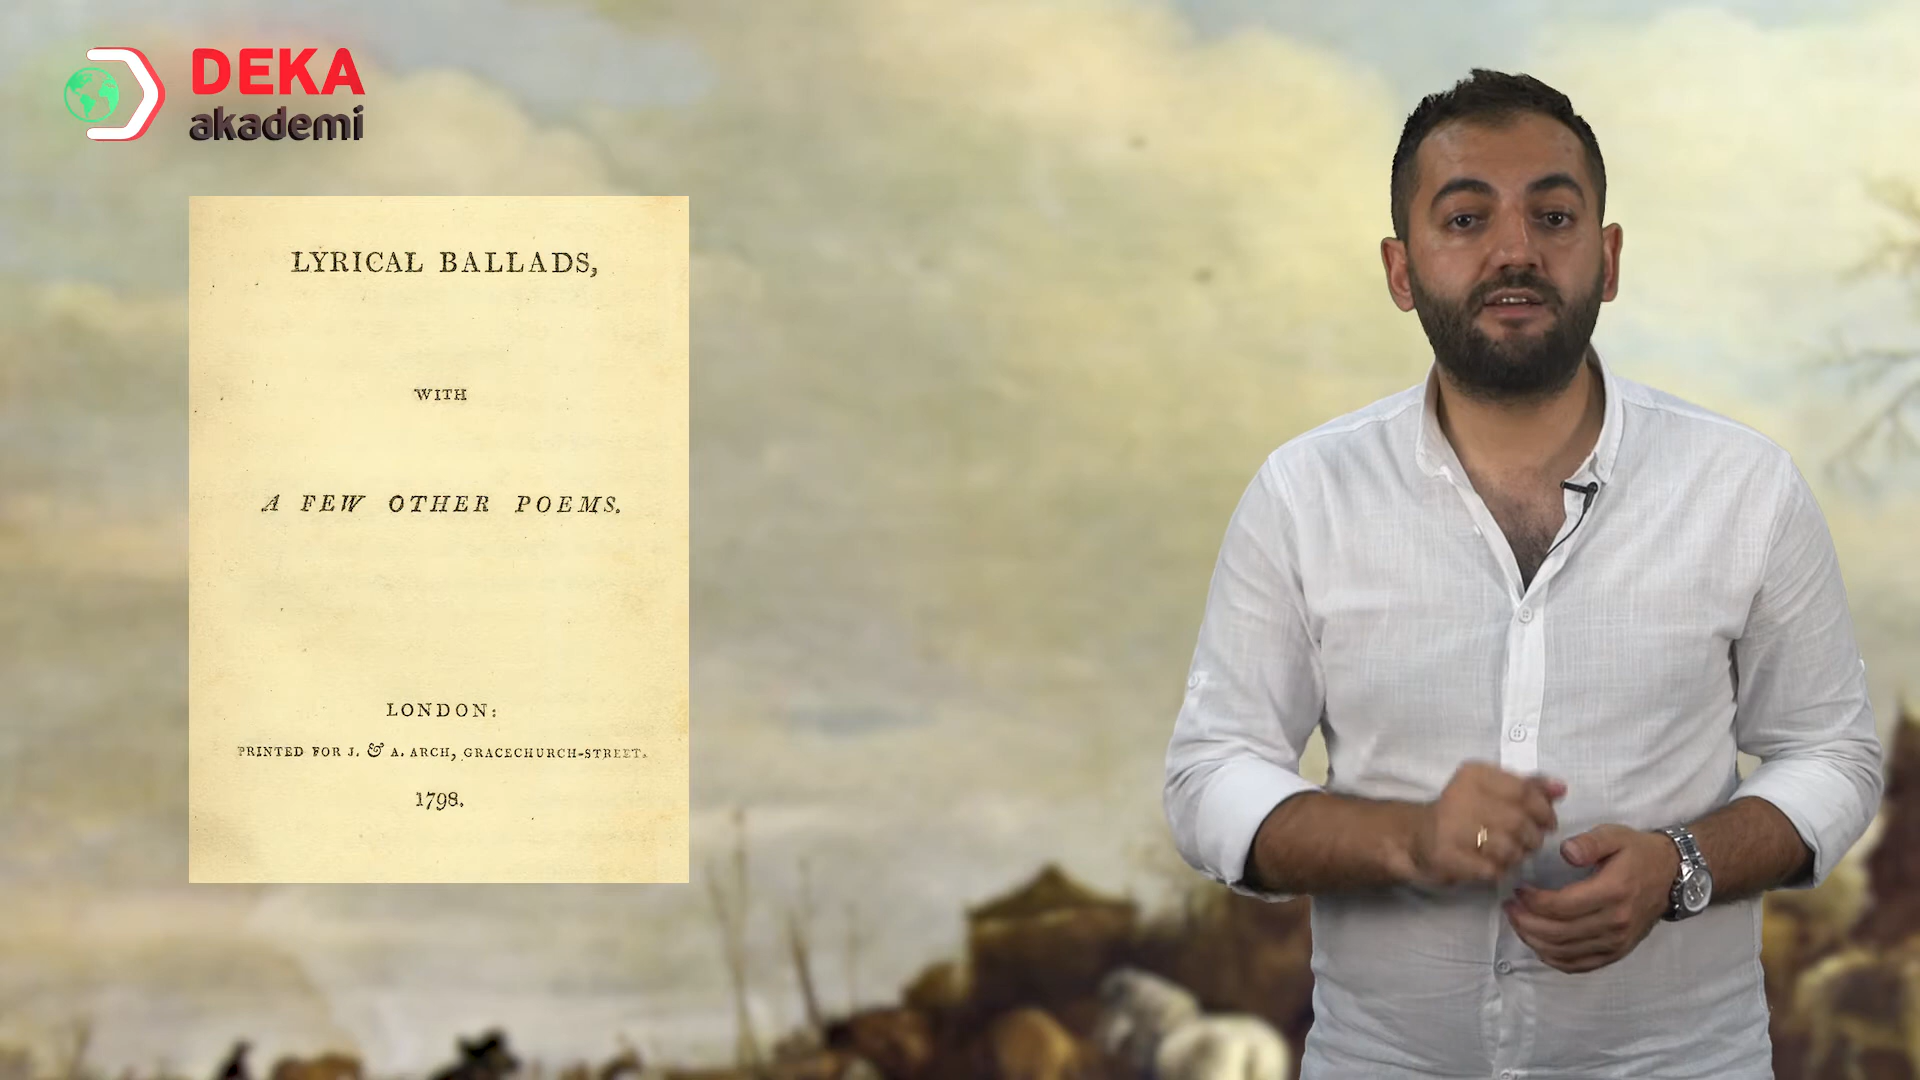 DEKA
akademi
LYRICAL BALLADS,
WITH
A FEW OTHER POEMS.
LONDON:
PRINTED FOR J. & A. ARCH, GRACECHURCH-STREET.
1798.